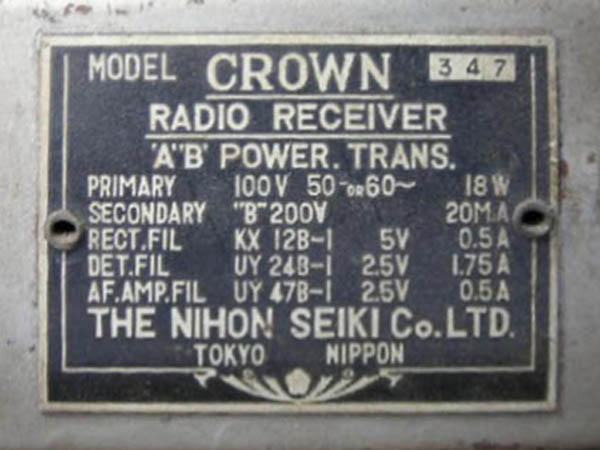 MODEL CROWN 347
RADIO RECEIVER
"A""B" POWER. TRANS.
PRIMARY 100V 50~OR60~ 18W
SECONDARY "B"200V 20M.A
RECT.FIL KX 12B-1 5V 0.5A
DET.FIL UY 24B-1 2.5V 1.75A
AF.AMP.FIL UY 47B-1 2.5V 0.5A
THE NIHON SEIKI Co.LTD.
TOKYO NIPPON